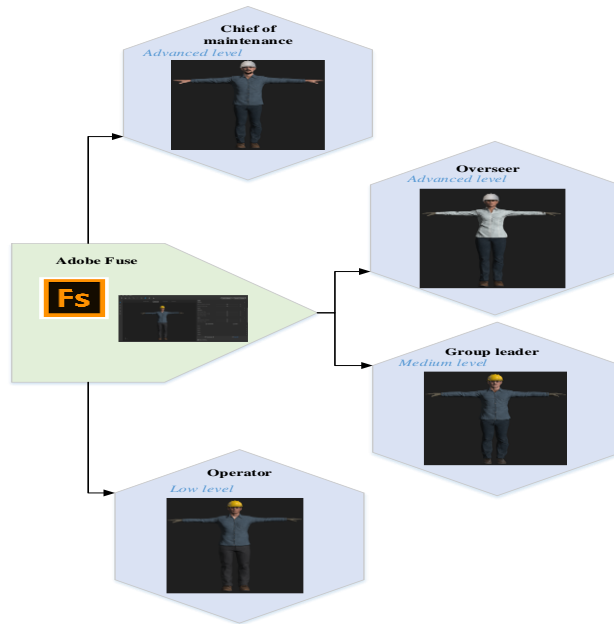 Chief of
maintenance
Advanced level
Overseer
Advanced level
Adobe Fuse
Fs
Group leader
Medium level
Operator
Low level